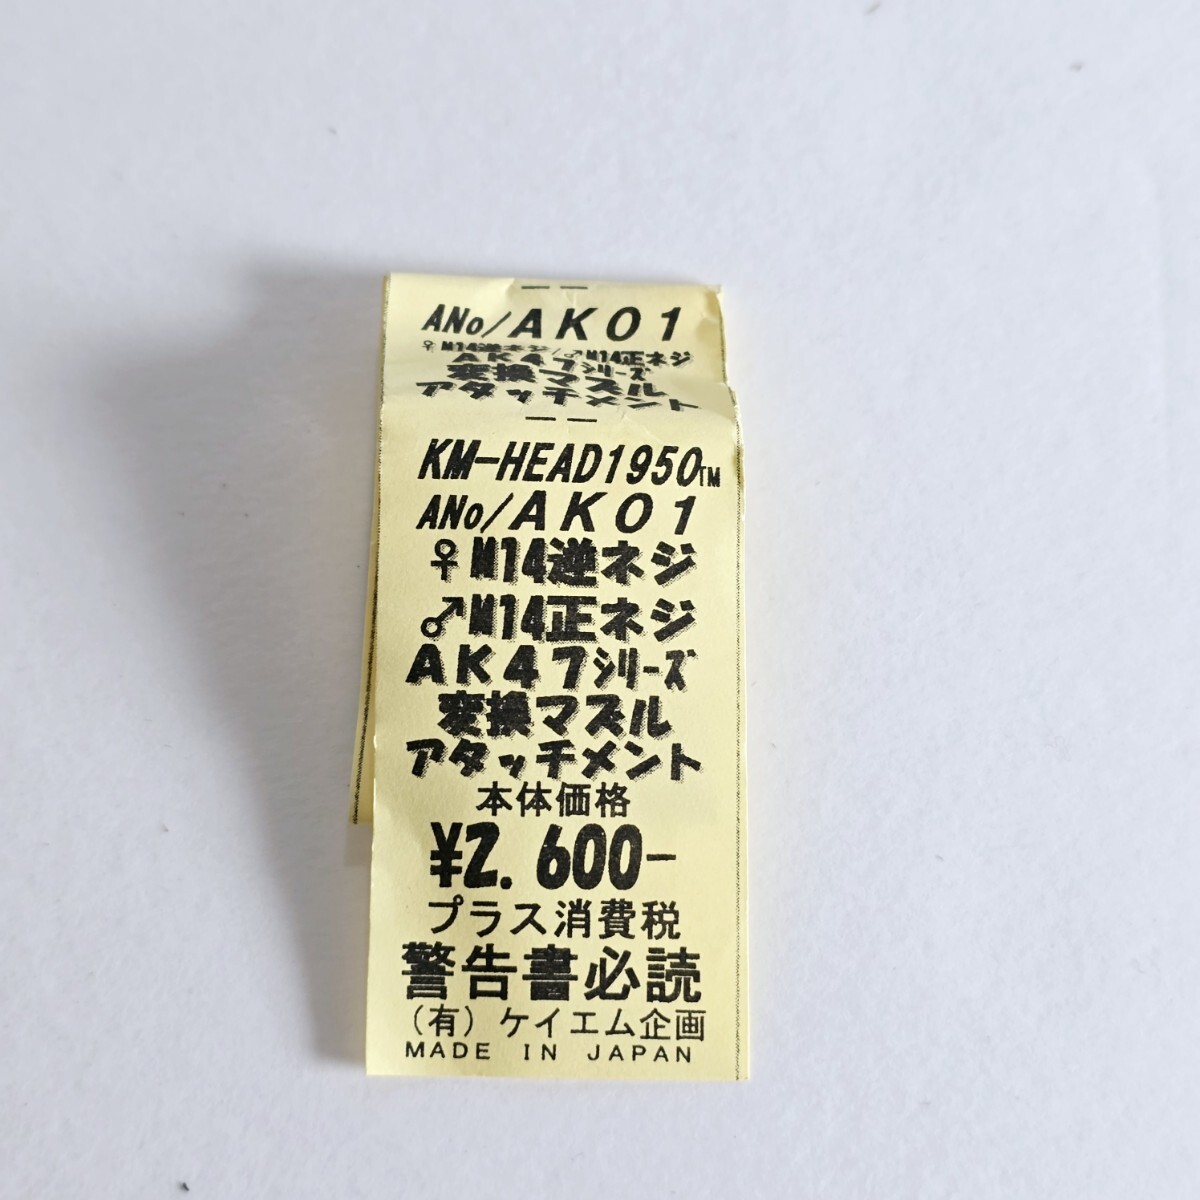 ANo/AK01
♀M14逆ネジ/♂M14正ネジ
AK47シリーズ
変換マズル
アタッチメント
KM-HEAD1950TM
ANo/AK01
♀M14逆ネジ
♂M14正ネジ
AK47シリーズ
変換マズル
アタッチメント
本体価格
¥2.600-
プラス消費税
警告書必読
(有)ケイエム企画
MADE IN JAPAN